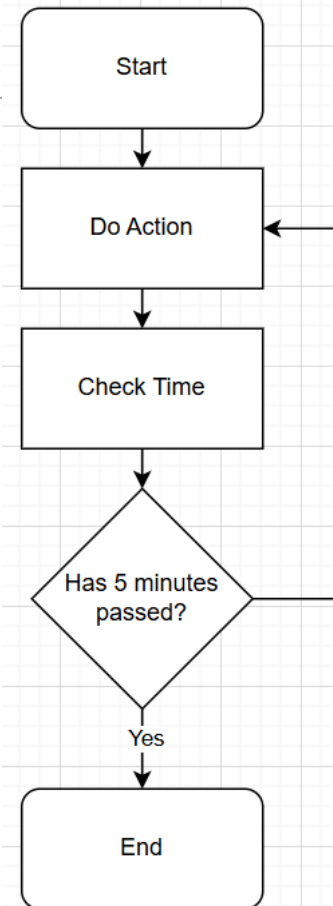 Start
Do Action
Check Time
Has 5 minutes
passed?
Yes
End